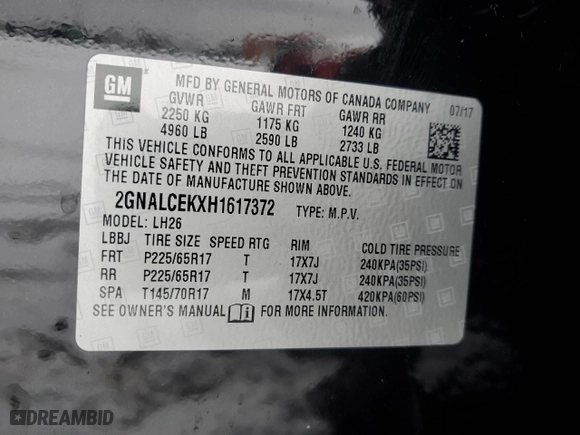 GM
MFD BY GENERAL MOTORS OF CANADA COMPANY
GVWR GAWR FRT GAWR RR 07/17
2250 KG 1175 KG 1240 KG
4960 LB 2590 LB 2733 LB
THIS VEHICLE CONFORMS TO ALL APPLICABLE U.S. FEDERAL MOTOR
VEHICLE SAFETY AND THEFT PREVENTION STANDARDS IN EFFECT ON
THE DATE OF MANUFACTURE SHOWN ABOVE.
2GNALCEKXH1617372 TYPE: M.P.V.
MODEL: LH26
LBBJ TIRE SIZE SPEED RTG RIM COLD TIRE PRESSURE
FRT P225/65R17 T 17X7J 240KPA(35PSI)
RR P225/65R17 T 17X7J 240KPA(35PSI)
SPA T145/70R17 M 17X4.5T 420KPA(60PSI)
SEE OWNER'S MANUAL FOR MORE INFORMATION.
DREAMBID